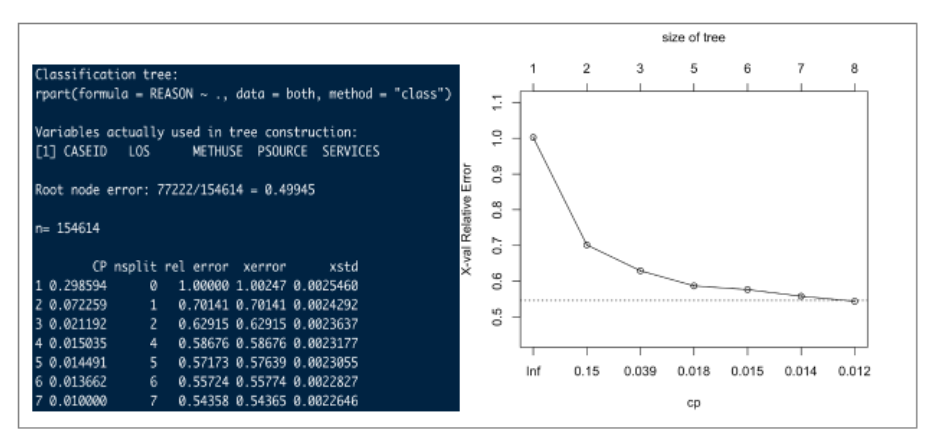 Classification tree:
rpart(formula = REASON ~ ., data = both, method = "class")
Variables actually used in tree construction:
[1] CASEID LOS METHUSE PSOURCE SERVICES
Root node error: 77222/154614 = 0.49945
n= 154614
CP nsplit rel error xerror xstd
1 0.298594 0 1.00000 1.00247 0.0025460
2 0.072259 1 0.70141 0.70141 0.0024292
3 0.021192 2 0.62915 0.62915 0.0023637
4 0.015035 4 0.58676 0.58676 0.0023177
5 0.014491 5 0.57173 0.57639 0.0023055
6 0.013662 6 0.55724 0.55774 0.0022827
7 0.010000 7 0.54358 0.54365 0.0022646
size of tree
1 2 3 5 6 7 8
X-val Relative Error
1.1
1.0
0.9
0.8
0.7
0.6
0.5
Inf 0.15 0.039 0.018 0.015 0.014 0.012
cp